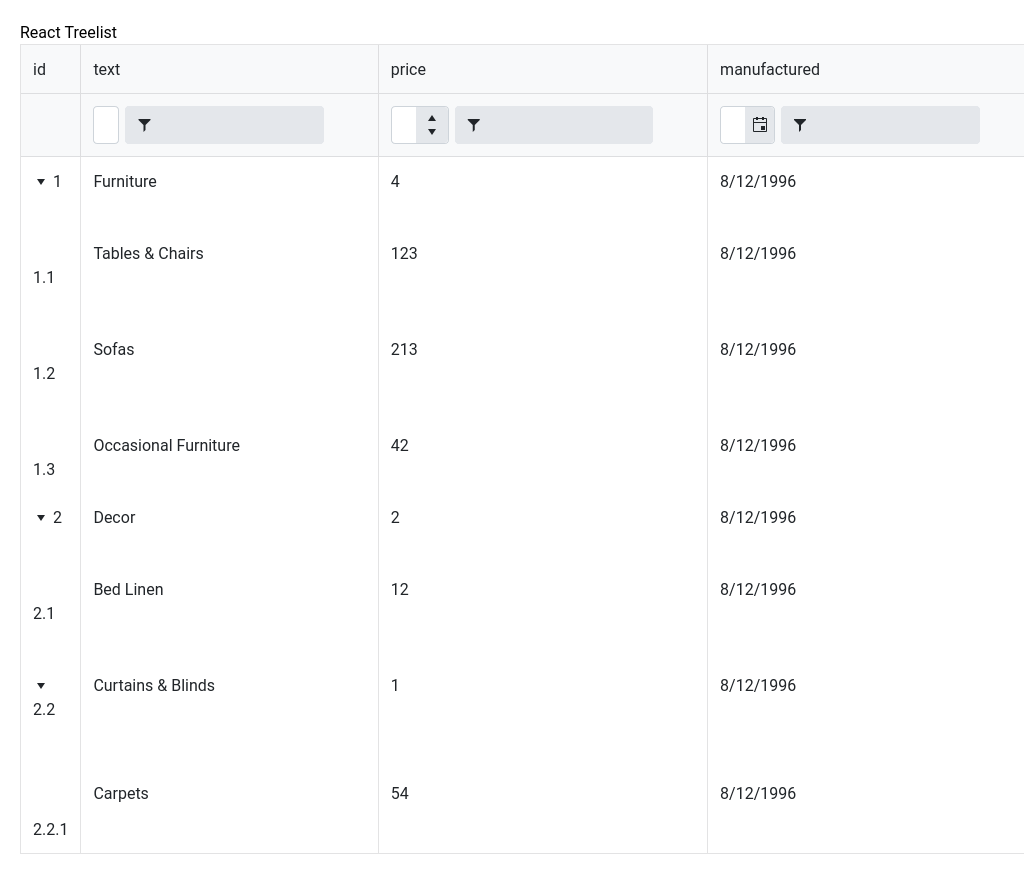 React Treelist
id text price manufactured
1 Furniture 4 8/12/1996
Tables & Chairs 123 8/12/1996
1.1
Sofas 213 8/12/1996
1.2
Occasional Furniture 42 8/12/1996
1.3
2 Decor 2 8/12/1996
Bed Linen 12 8/12/1996
2.1
Curtains & Blinds 1 8/12/1996
2.2
Carpets 54 8/12/1996
2.2.1